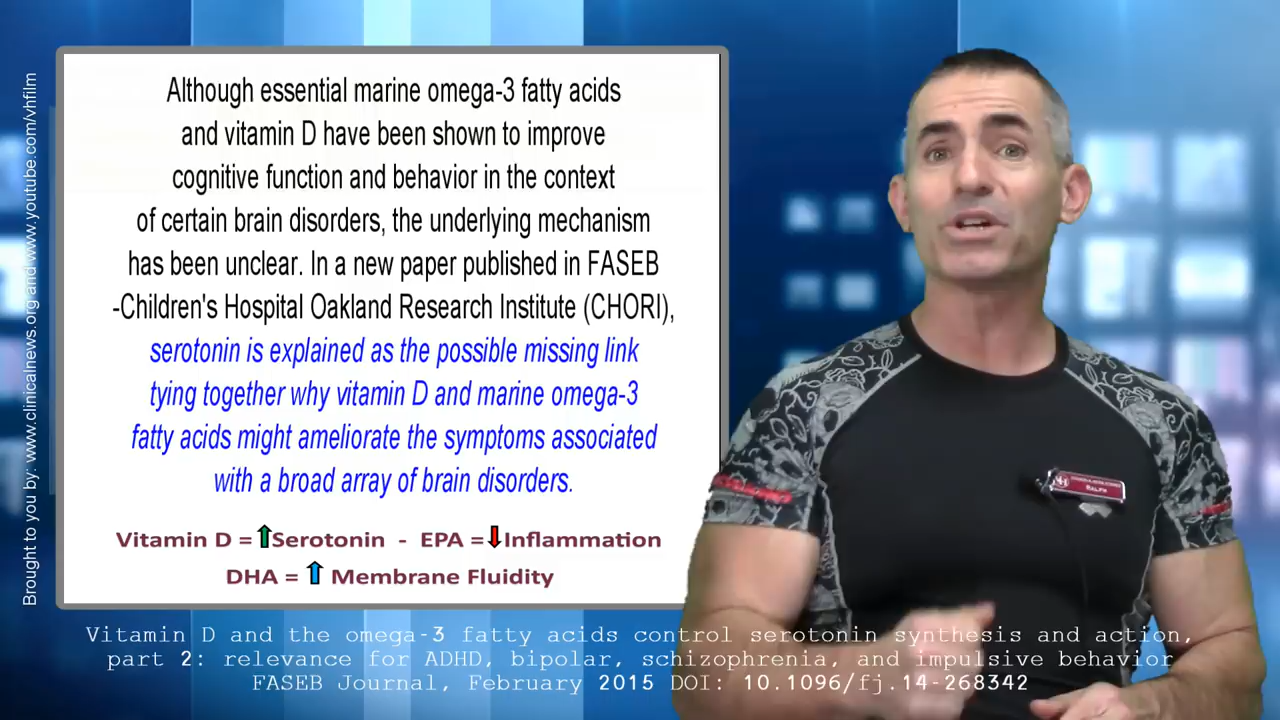 Brought to you by: www.clinicalnews.org and www.youtube.com/vhfilm
Although essential marine omega-3 fatty acids
and vitamin D have been shown to improve
cognitive function and behavior in the context
of certain brain disorders, the underlying mechanism
has been unclear. In a new paper published in FASEB
-Children's Hospital Oakland Research Institute (CHORI),
serotonin is explained as the possible missing link
tying together why vitamin D and marine omega-3
fatty acids might ameliorate the symptoms associated
with a broad array of brain disorders.
Vitamin D = Serotonin - EPA = Inflammation
DHA = Membrane Fluidity
RALPH
Vitamin D and the omega-3 fatty acids control serotonin synthesis and action,
part 2: relevance for ADHD, bipolar, schizophrenia, and impulsive behavior
FASEB Journal, February 2015 DOI: 10.1096/fj.14-268342